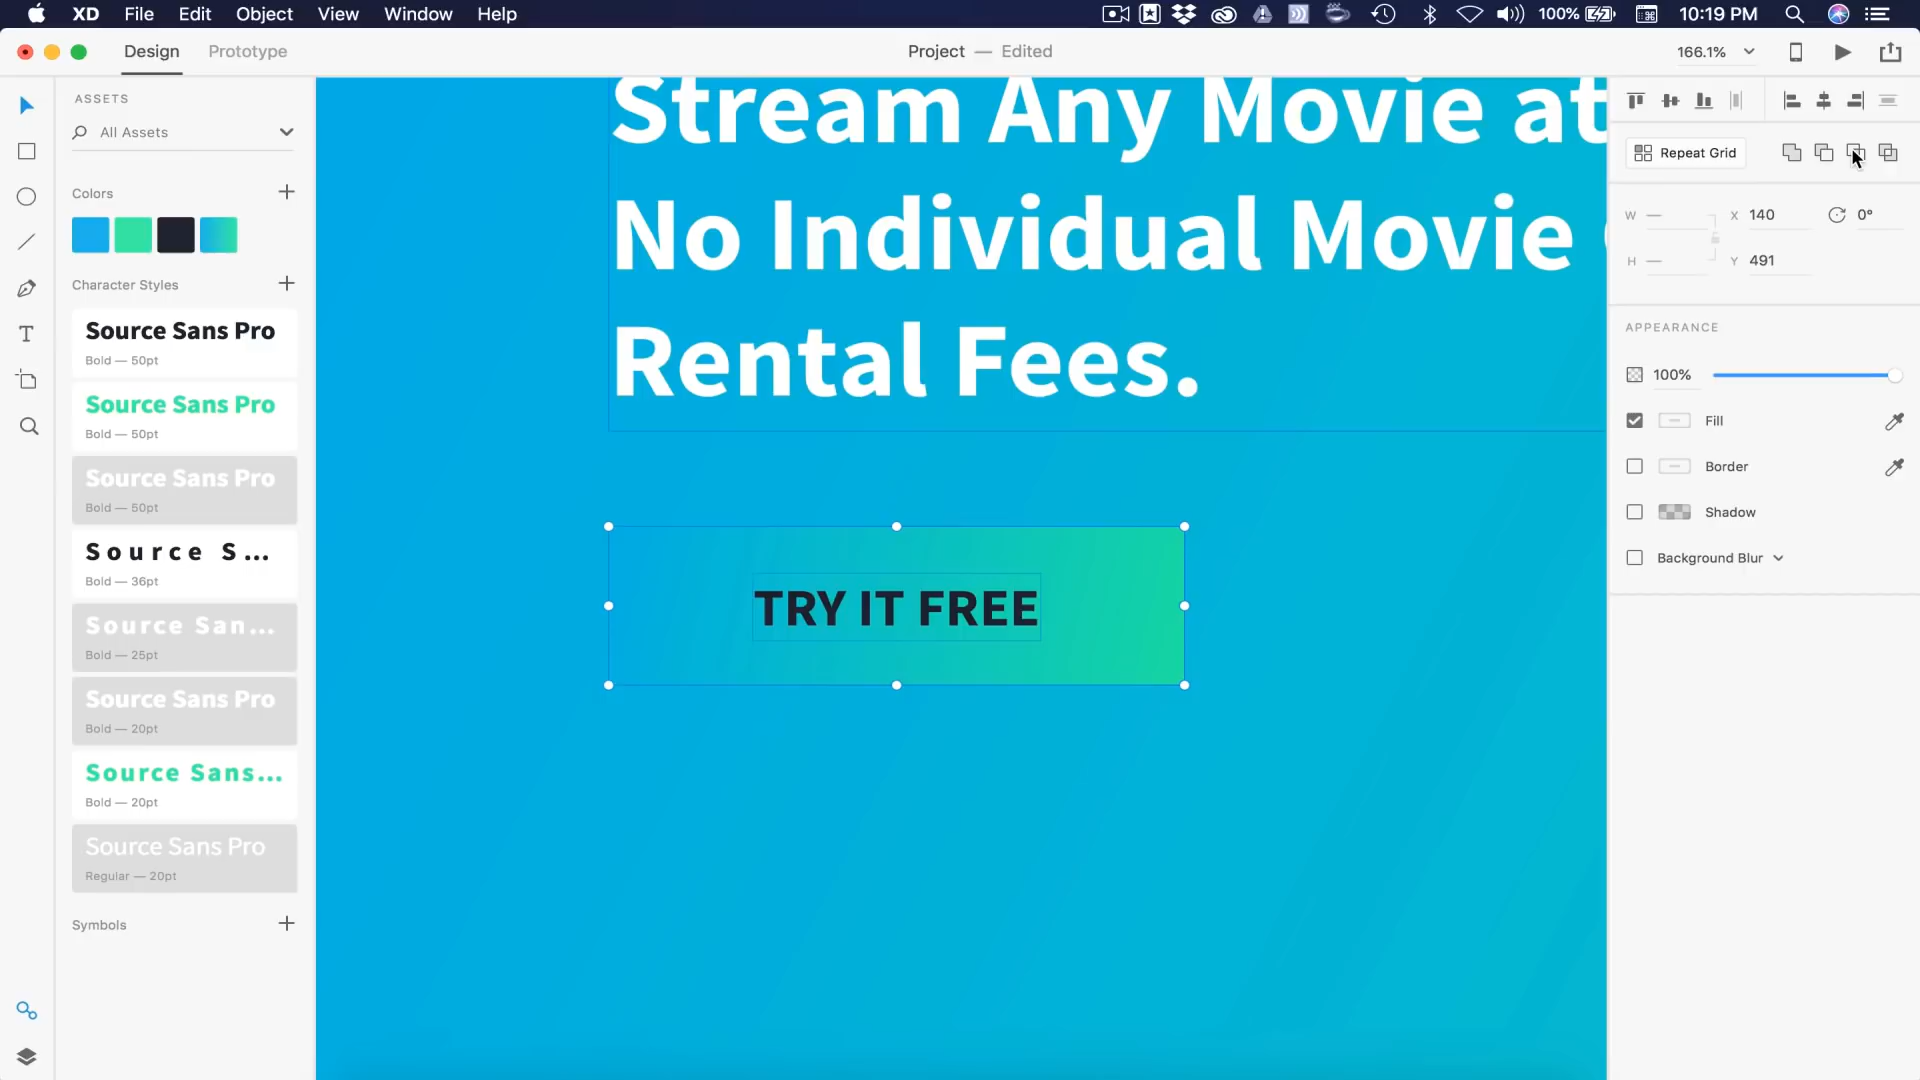 XD File Edit Object View Window Help
100% 10:19 PM
Design Prototype
Project — Edited
166.1%
ASSETS
All Assets
Colors
Character Styles
Source Sans Pro
Bold — 50pt
Source Sans Pro
Bold — 50pt
Source Sans Pro
Bold — 50pt
Source S...
Bold — 36pt
Source San...
Bold — 25pt
Source Sans Pro
Bold — 20pt
Source Sans...
Bold — 20pt
Source Sans Pro
Regular — 20pt
Symbols
Stream Any Movie at
No Individual Movie
Rental Fees.
TRY IT FREE
Repeat Grid
W — X 140 0°
H — Y 491
APPEARANCE
100%
Fill
Border
Shadow
Background Blur